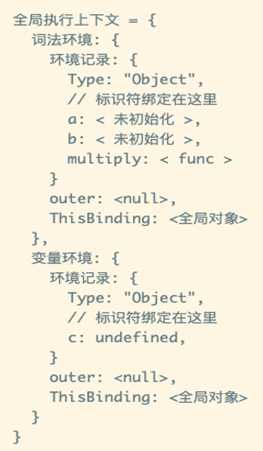 全局执行上下文 = {
  词法环境: {
    环境记录: {
      Type: "Object",
      // 标识符绑定在这里
      a: < 未初始化 >,
      b: < 未初始化 >,
      multiply: < func >
    }
    outer: <null>,
    ThisBinding: <全局对象>
  },
  变量环境: {
    环境记录: {
      Type: "Object",
      // 标识符绑定在这里
      c: undefined,
    }
    outer: <null>,
    ThisBinding: <全局对象>
  }
}